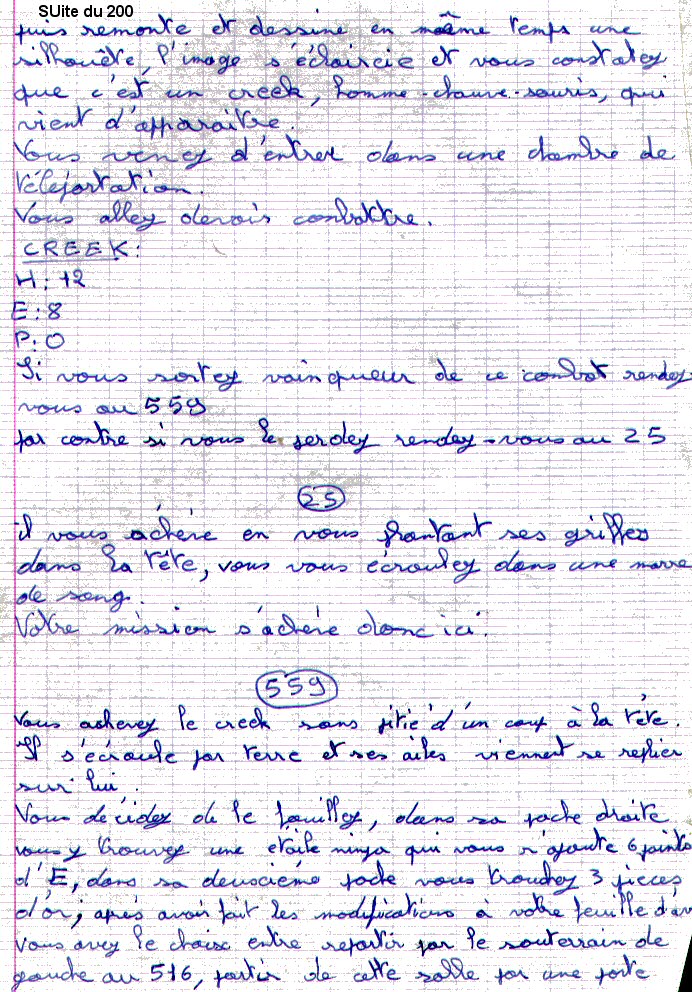 SUite du 200
puis remonte et dessine en même temps une
silhouête, l'image s'éclaircie et vous constatez
que c'est un creek, homme-chauve-souris, qui
vient d'apparaitre.
Vous venez d'entrer dans une chambre de
téléportation.
Vous allez devoir combattre.
CREEK:
H: 12
E: 8
P: 0
Si vous sortez vainqueur de ce combat rendez-
vous au 559
par contre si vous le perdez rendez-vous au 25
25
il vous achève en vous plantant ses griffes
dans la tête, vous vous écroulez dans une marre
de sang.
Votre mission s'achève donc ici.
559
Vous achevez le creek sans pitié d'un coup à la tête.
Il s'écroule par terre et ses ailes viennent se replier
sur lui.
Vous décidez de le fouillez, dans sa poche droite
vous y trouvez une étoile ninja qui vous r'ajoute 6 points
d'E, dans sa deuxième poche vous trouvez 3 pièces
d'or; après avoir fait les modifications à votre feuille d'av
Vous avez le choix entre repartir par le souterrain de
gauche au 516, partir de cette salle par une porte